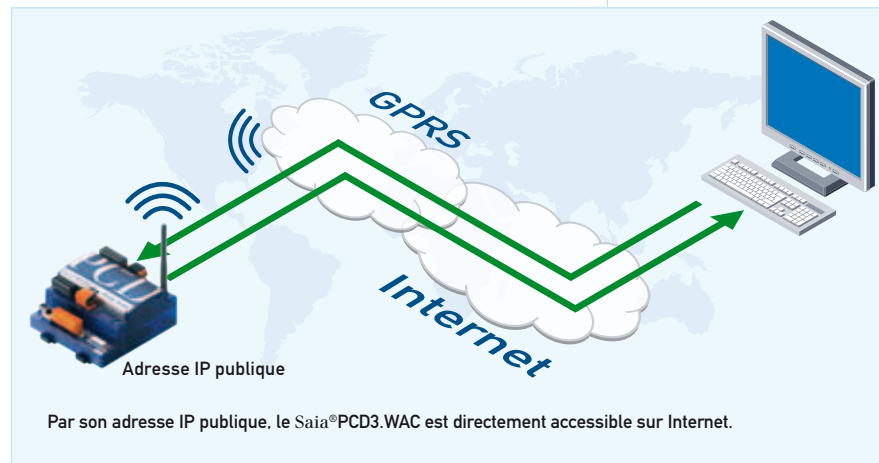 GPRS
Internet
PCD
Adresse IP publique
Par son adresse IP publique, le Saia®PCD3.WAC est directement accessible sur Internet.